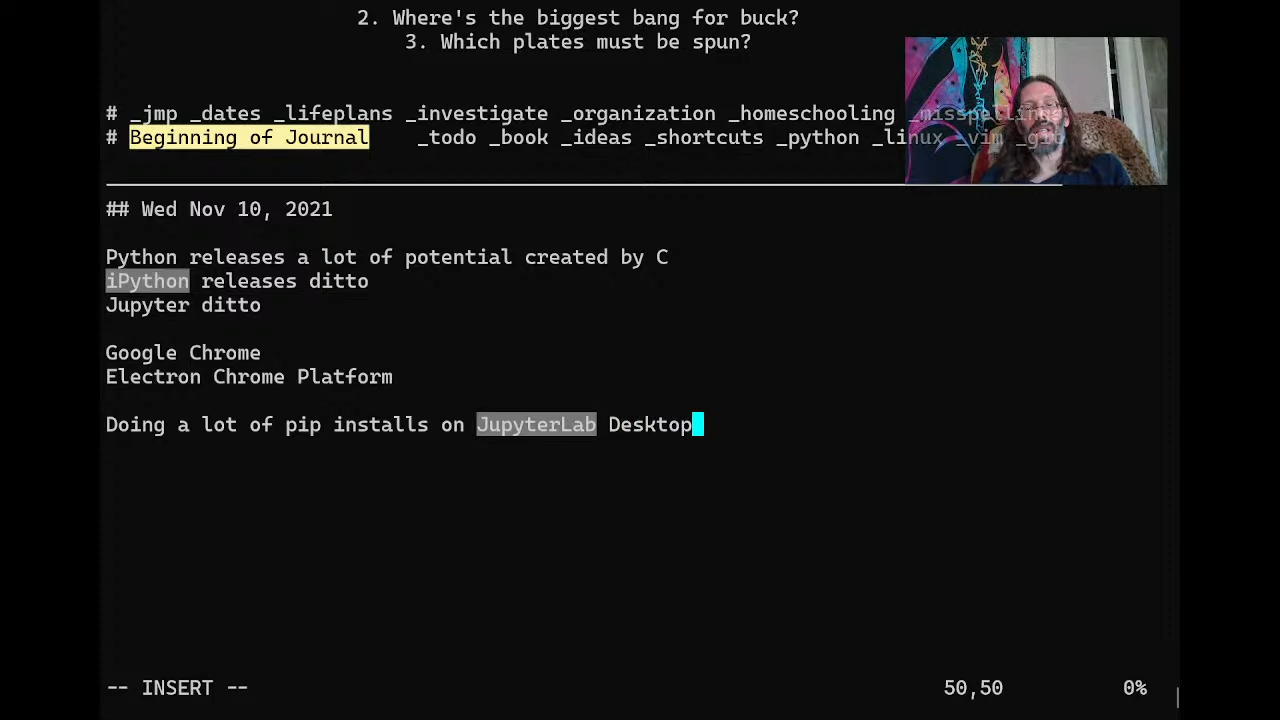 2. Where's the biggest bang for buck?
3. Which plates must be spun?
# _jmp _dates _lifeplans _investigate _organization _homeschooling _misspellings
# Beginning of Journal _todo _book _ideas _shortcuts _python _linux _vim _git
## Wed Nov 10, 2021
Python releases a lot of potential created by C
iPython releases ditto
Jupyter ditto
Google Chrome
Electron Chrome Platform
Doing a lot of pip installs on JupyterLab Desktop
-- INSERT -- 50,50 0%